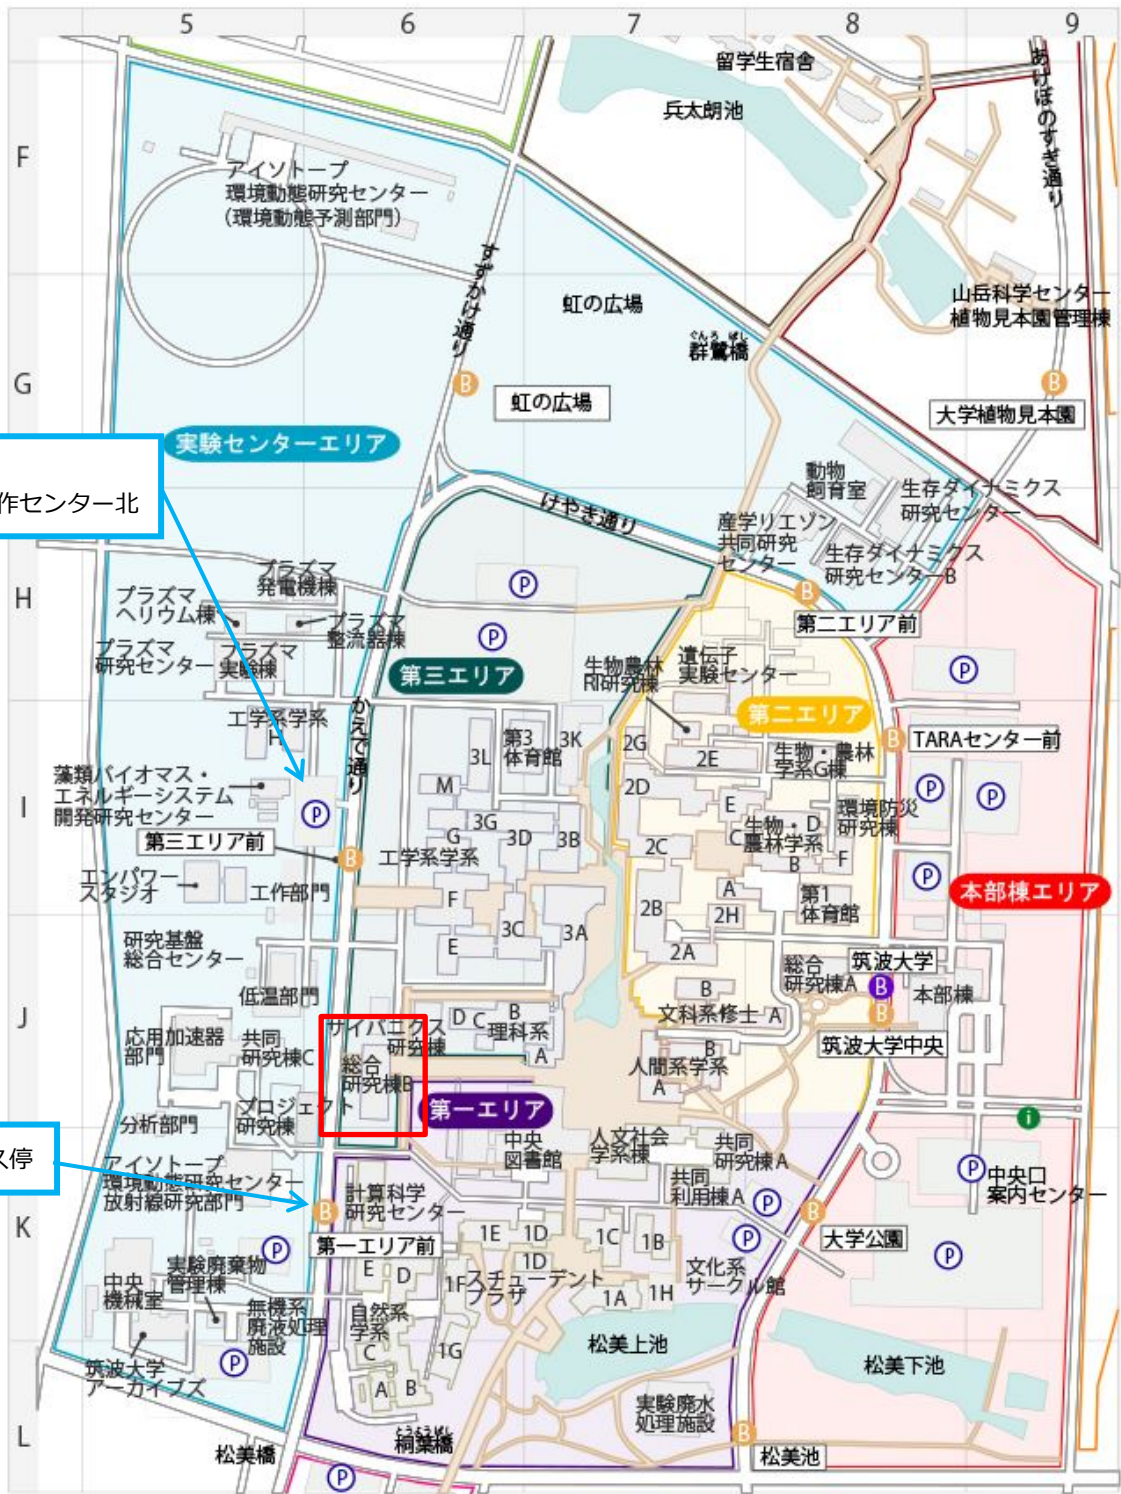 5
6
7
8
9
F
G
H
I
J
K
L
留学生宿舎
兵太朗池
あけぼのすぎ通り
アイソトープ
環境動態研究センター
(環境動態予測部門)
すずかけ通り
虹の広場
ぐんろ ばし
群鷺橋
山岳科学センター
植物見本園管理棟
B
虹の広場
B
大学植物見本園
実験センターエリア
作センター北
けやき通り
動物
飼育室
生存ダイナミクス
研究センター
産学リエゾン
共同研究
センター
生存ダイナミクス
研究センターB
B
第二エリア前
プラズマ
発電機棟
プラズマ
ヘリウム棟
プラズマ
整流器棟
プラズマ
研究センター
プラズマ
実験棟
P
P
第三エリア
生物農林
RI研究棟
遺伝子
実験センター
第二エリア
P
かえで通り
工学系学系
H
3L
第3
体育館
3K
2G
2E
生物・農林
学系G棟
B
TARAセンター前
藻類バイオマス・
エネルギーシステム
開発研究センター
P
M
3G
G
3D
3B
2D
2C
E
C
生物・D
農林学系
B
F
環境防災
研究棟
P
P
P
第三エリア前
B
工学系学系
エンパワー
スタジオ
工作部門
F
3C
E
3A
2B
A
2H
第1
体育館
本部棟エリア
2A
研究基盤
総合センター
低温部門
総合
研究棟A
筑波大学
B
B
本部棟
筑波大学中央
B
文科系修士
A
D
C
B
理科系
A
サイバニクス
研究棟
応用加速器
部門
共同
研究棟C
総合
研究棟B
人間系学系
B
A
プロジェクト
研究棟
分析部門
第一エリア
i
中央
図書館
人文社会
学系棟
共同
研究棟A
共同
利用棟A
P
P
P
中央口
案内センター
ス停
アイソトープ
環境動態研究センター
放射線研究部門
B
計算科学
研究センター
第一エリア前
B
大学公園
P
P
1E
1D
1D
1C
1B
1F
スチューデント
プラザ
1A
1H
文化系
サークル館
E
D
実験廃棄物
管理棟
中央
機械室
無機系
廃液処理
施設
自然系
学系
C
1G
A
B
P
筑波大学
アーカイブズ
松美上池
松美下池
実験廃水
処理施設
とうようばし
桐葉橋
松美橋
B
松美池
P